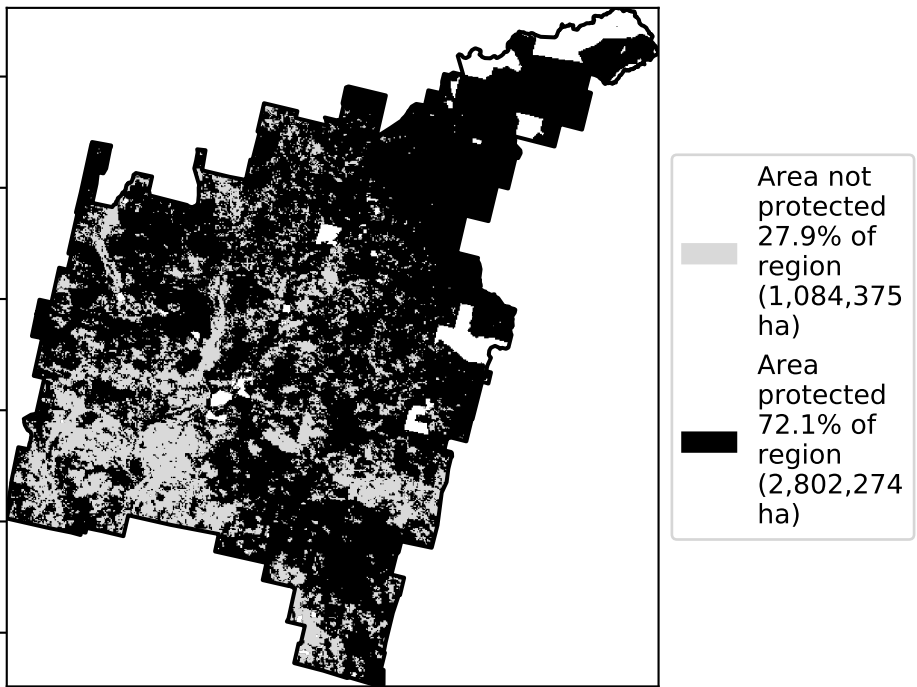 Area not
protected
27.9% of
region
(1,084,375
ha)
Area
protected
72.1% of
region
(2,802,274
ha)